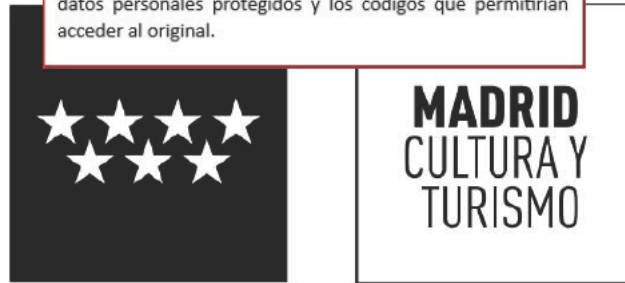 datos personales protegidos y los códigos que permitirían
acceder al original.
MADRID
CULTURA Y
TURISMO